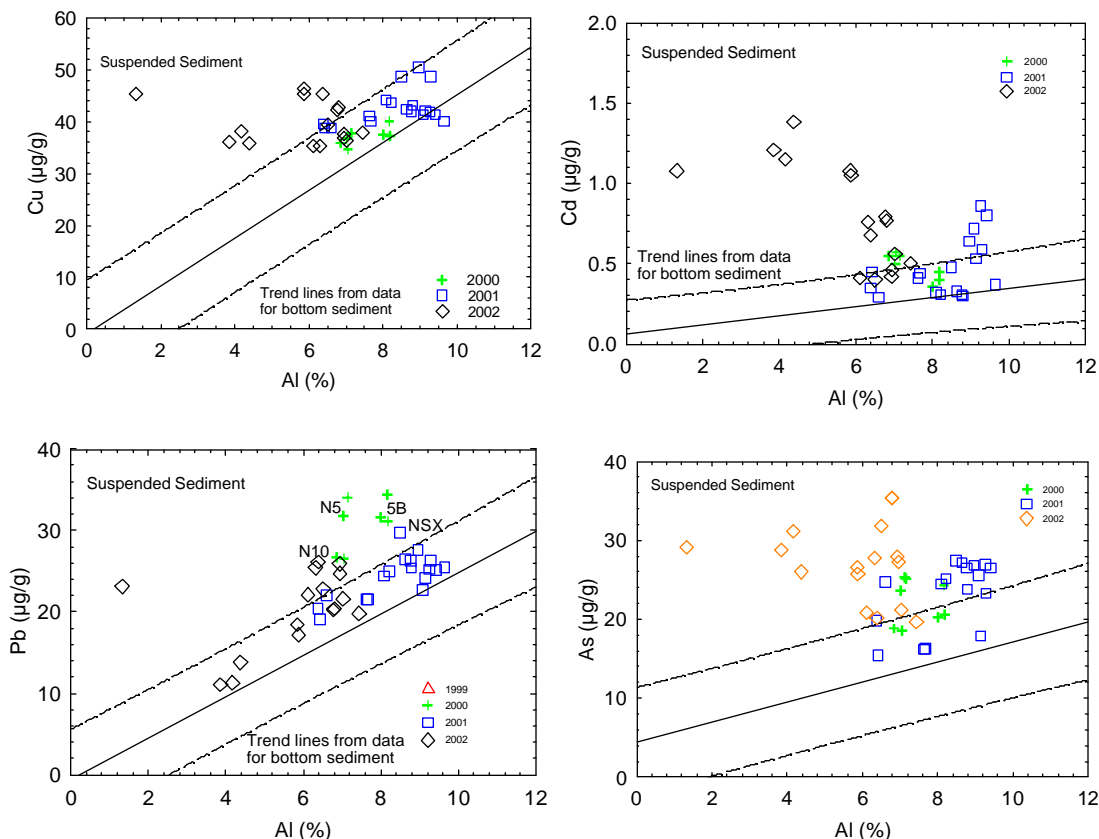 60
50
40
30
20
10
0
Cu (µg/g)
Suspended Sediment
2000
2001
2002
Trend lines from data
for bottom sediment
0 2 4 6 8 10 12
Al (%)
2.0
1.5
1.0
0.5
0.0
Cd (µg/g)
Suspended Sediment
2000
2001
2002
Trend lines from data
for bottom sediment
0 2 4 6 8 10 12
Al (%)
40
30
20
10
0
Pb (µg/g)
Suspended Sediment
N5
5B
NSX
N10
1999
2000
2001
2002
Trend lines from data
for bottom sediment
0 2 4 6 8 10 12
Al (%)
40
30
20
10
0
As (µg/g)
Suspended Sediment
2000
2001
2002
0 2 4 6 8 10 12
Al (%)